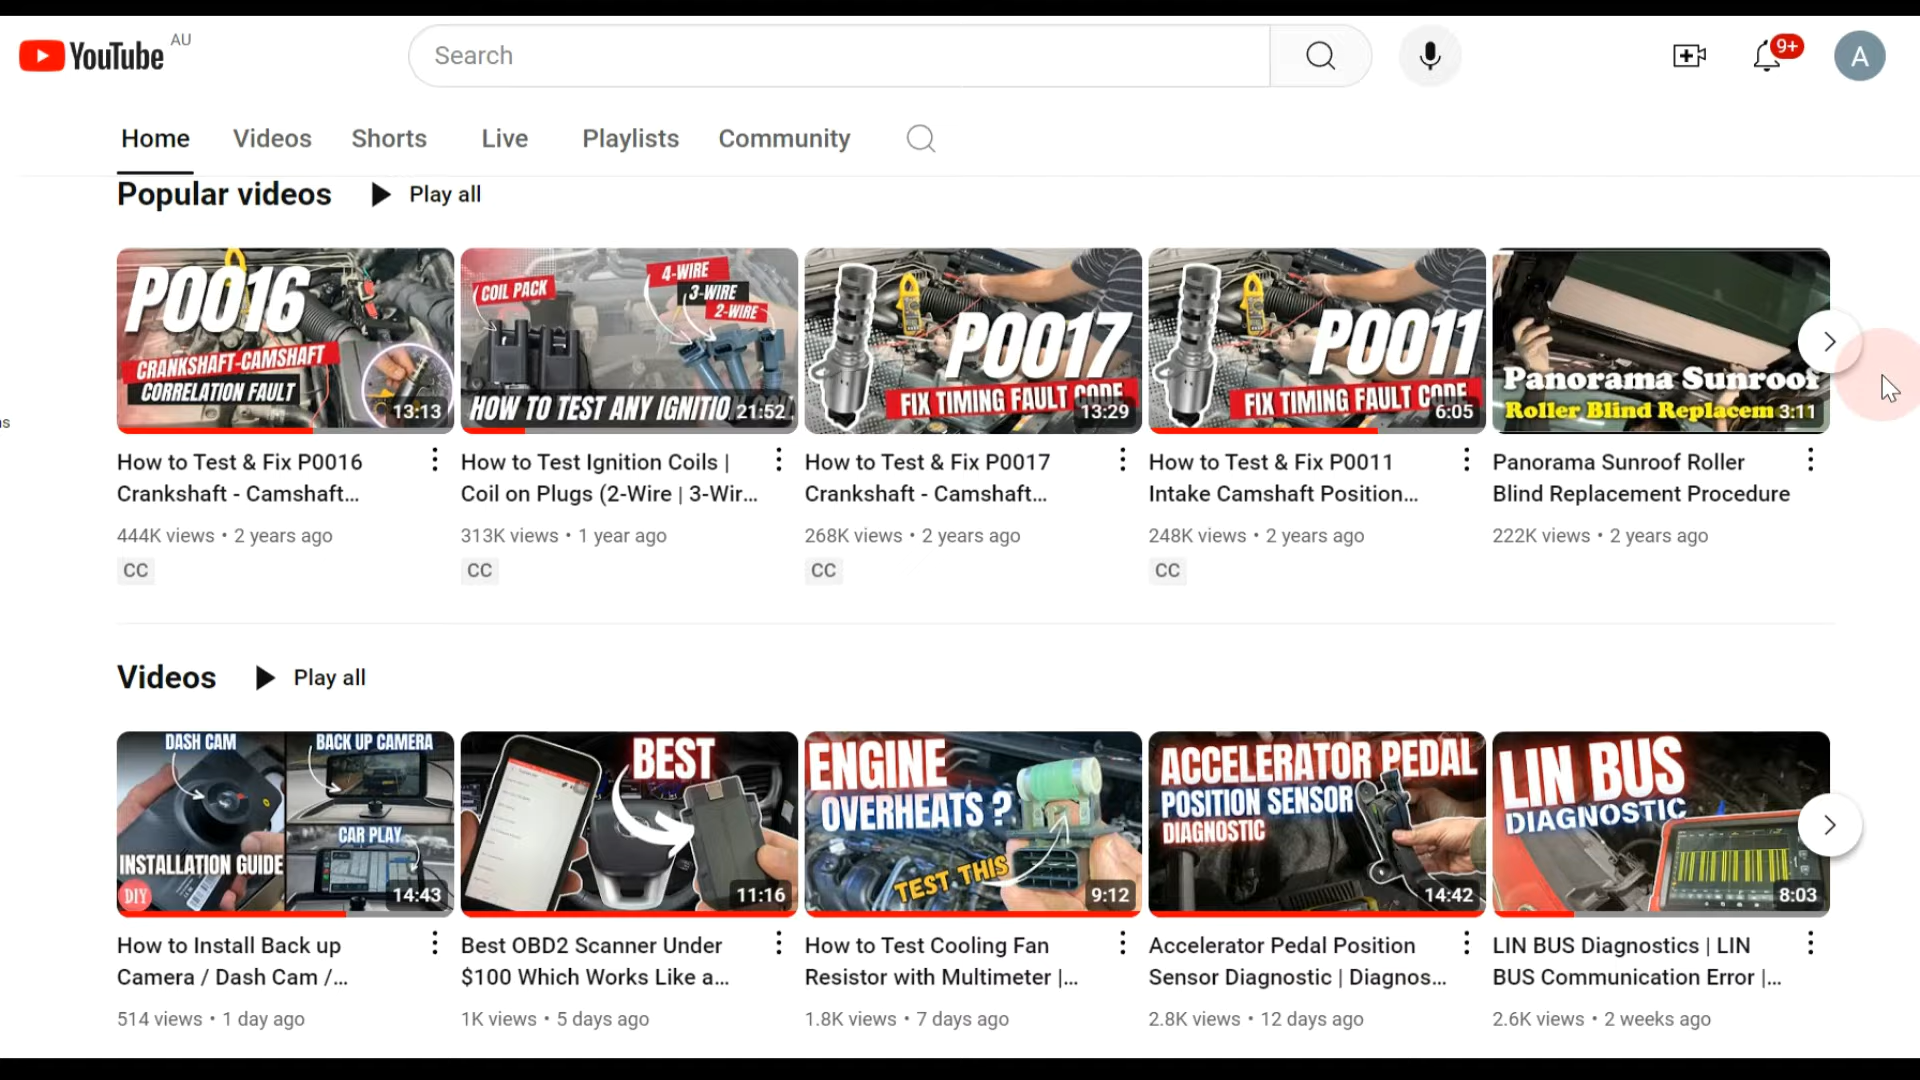 YouTube AU
Search
9+
A
Home Videos Shorts Live Playlists Community
Popular videos Play all
P0016
CRANKSHAFT-CAMSHAFT
CORRELATION FAULT
13:13
COIL PACK
4-WIRE
3-WIRE
2-WIRE
HOW TO TEST ANY IGNITIO
21:52
P0017
FIX TIMING FAULT CODE
13:29
P0011
FIX TIMING FAULT CODE
6:05
Panorama Sunroof
Roller Blind Replacem
3:11
How to Test & Fix P0016
Crankshaft - Camshaft...
444K views • 2 years ago
CC
How to Test Ignition Coils |
Coil on Plugs (2-Wire | 3-Wir...
313K views • 1 year ago
CC
How to Test & Fix P0017
Crankshaft - Camshaft...
268K views • 2 years ago
CC
How to Test & Fix P0011
Intake Camshaft Position...
248K views • 2 years ago
CC
Panorama Sunroof Roller
Blind Replacement Procedure
222K views • 2 years ago
Videos Play all
DASH CAM
BACK UP CAMERA
CAR PLAY
INSTALLATION GUIDE
DIY
14:43
BEST
11:16
ENGINE
OVERHEATS ?
TEST THIS
9:12
ACCELERATOR PEDAL
POSITION SENSOR
DIAGNOSTIC
14:42
LIN BUS
DIAGNOSTIC
8:03
How to Install Back up
Camera / Dash Cam /...
514 views • 1 day ago
Best OBD2 Scanner Under
$100 Which Works Like a...
1K views • 5 days ago
How to Test Cooling Fan
Resistor with Multimeter |...
1.8K views • 7 days ago
Accelerator Pedal Position
Sensor Diagnostic | Diagnos...
2.8K views • 12 days ago
LIN BUS Diagnostics | LIN
BUS Communication Error |...
2.6K views • 2 weeks ago